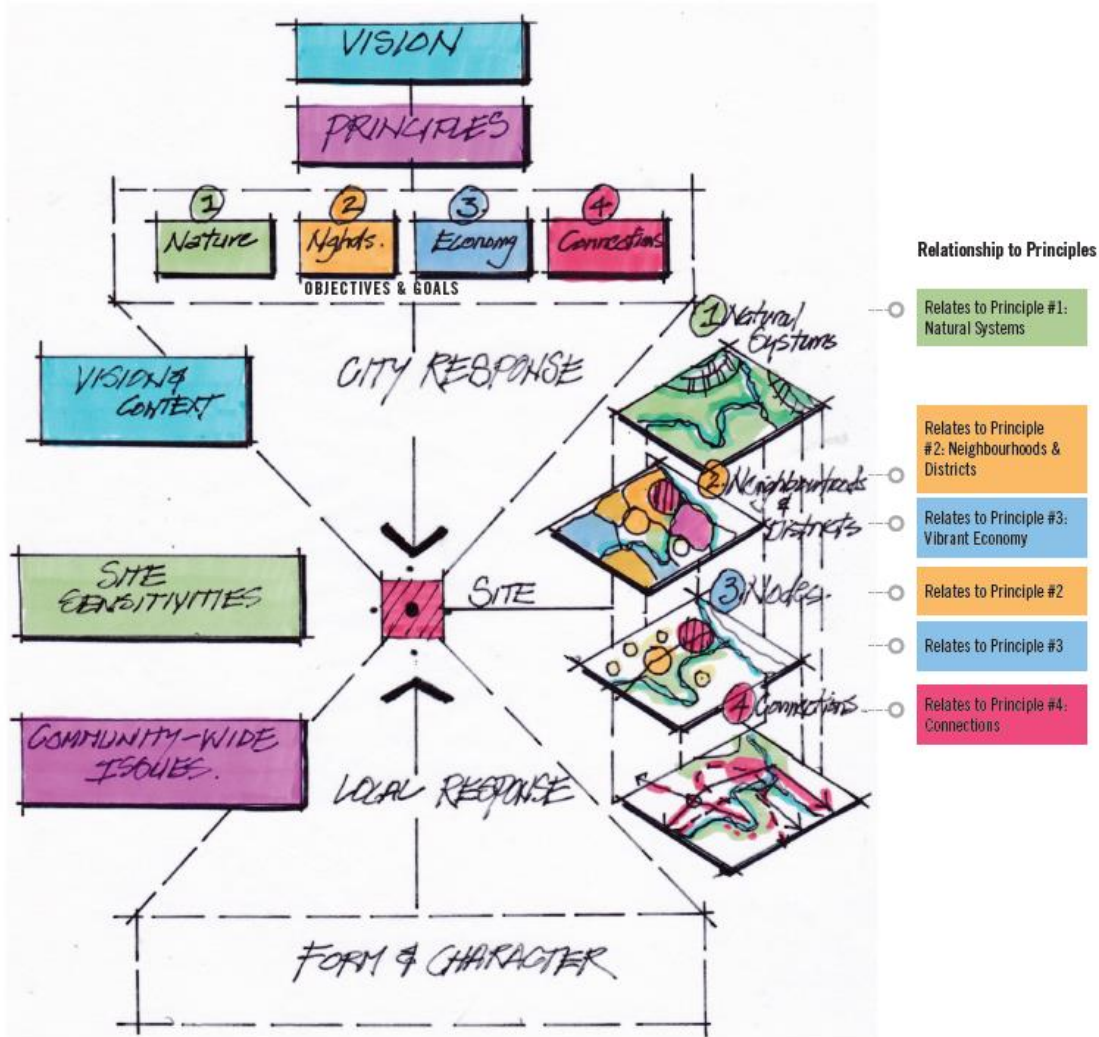 VISION
PRINCIPLES
1 2 3. 4
Nature Nghds. Economy Connections
OBJECTIVES & GOALS
Relationship to Principles
1 Natural
Systems
Relates to Principle #1:
Natural Systems
VISION &
CONTEXT
CITY RESPONSE
2. Neighbourhoods
&
Districts
Relates to Principle
#2: Neighbourhoods &
Districts
Relates to Principle #3:
Vibrant Economy
SITE
SENSITIVITIES
SITE
3. Nodes.
Relates to Principle #2
Relates to Principle #3
4 Connections
Relates to Principle #4:
Connections
COMMUNITY-WIDE
ISSUES.
LOCAL RESPONSE
FORM & CHARACTER